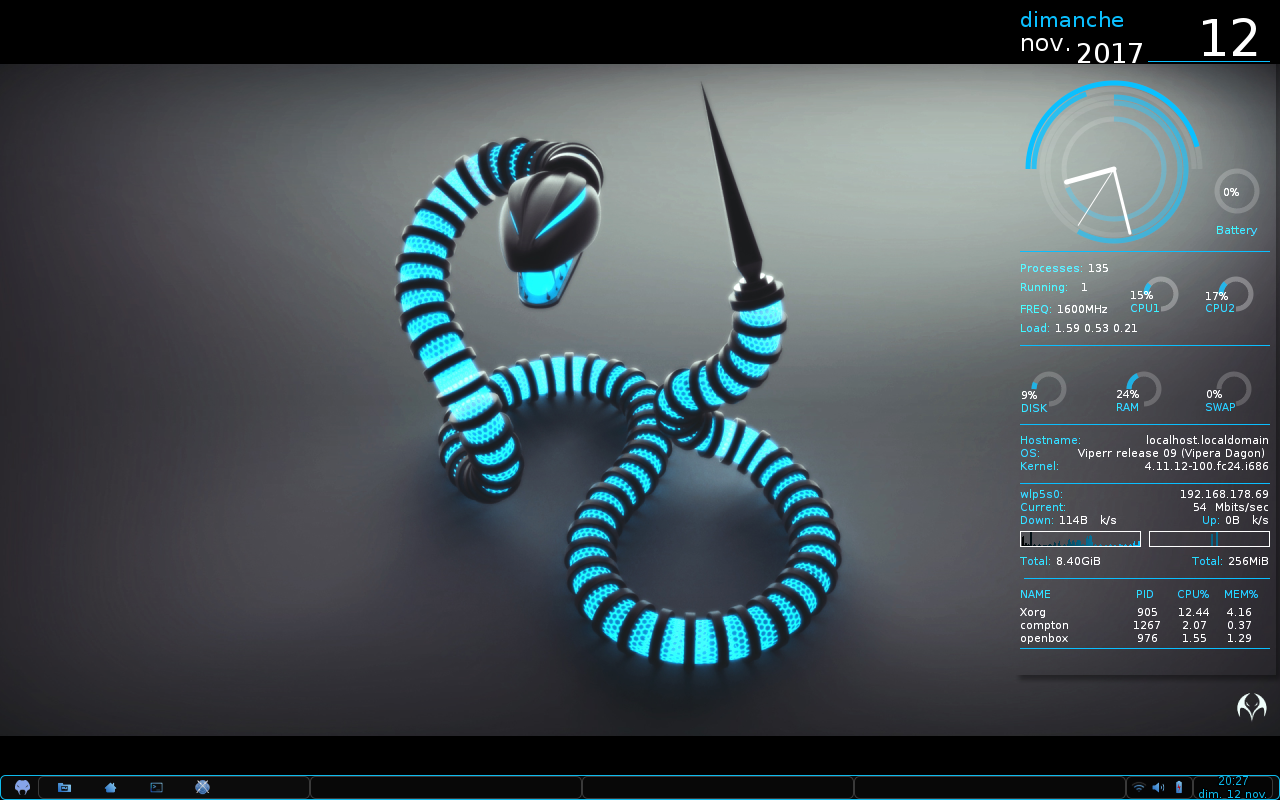 dimanche
nov. 2017 12
0%
Battery
Processes: 135
Running: 1
15% 17%
FREQ: 1600MHz CPU1 CPU2
Load: 1.59 0.53 0.21
9% 24% 0%
DISK RAM SWAP
Hostname: localhost.localdomain
OS: Viperr release 09 (Vipera Dagon)
Kernel: 4.11.12-100.fc24.i686
wlp5s0: 192.168.178.69
Current: 54 Mbits/sec
Down: 114B k/s Up: 0B k/s
Total: 8.40GiB Total: 256MiB
NAME PID CPU% MEM%
Xorg 905 12.44 4.16
compton 1267 2.07 0.37
openbox 976 1.55 1.29
20:27
dim. 12 nov.